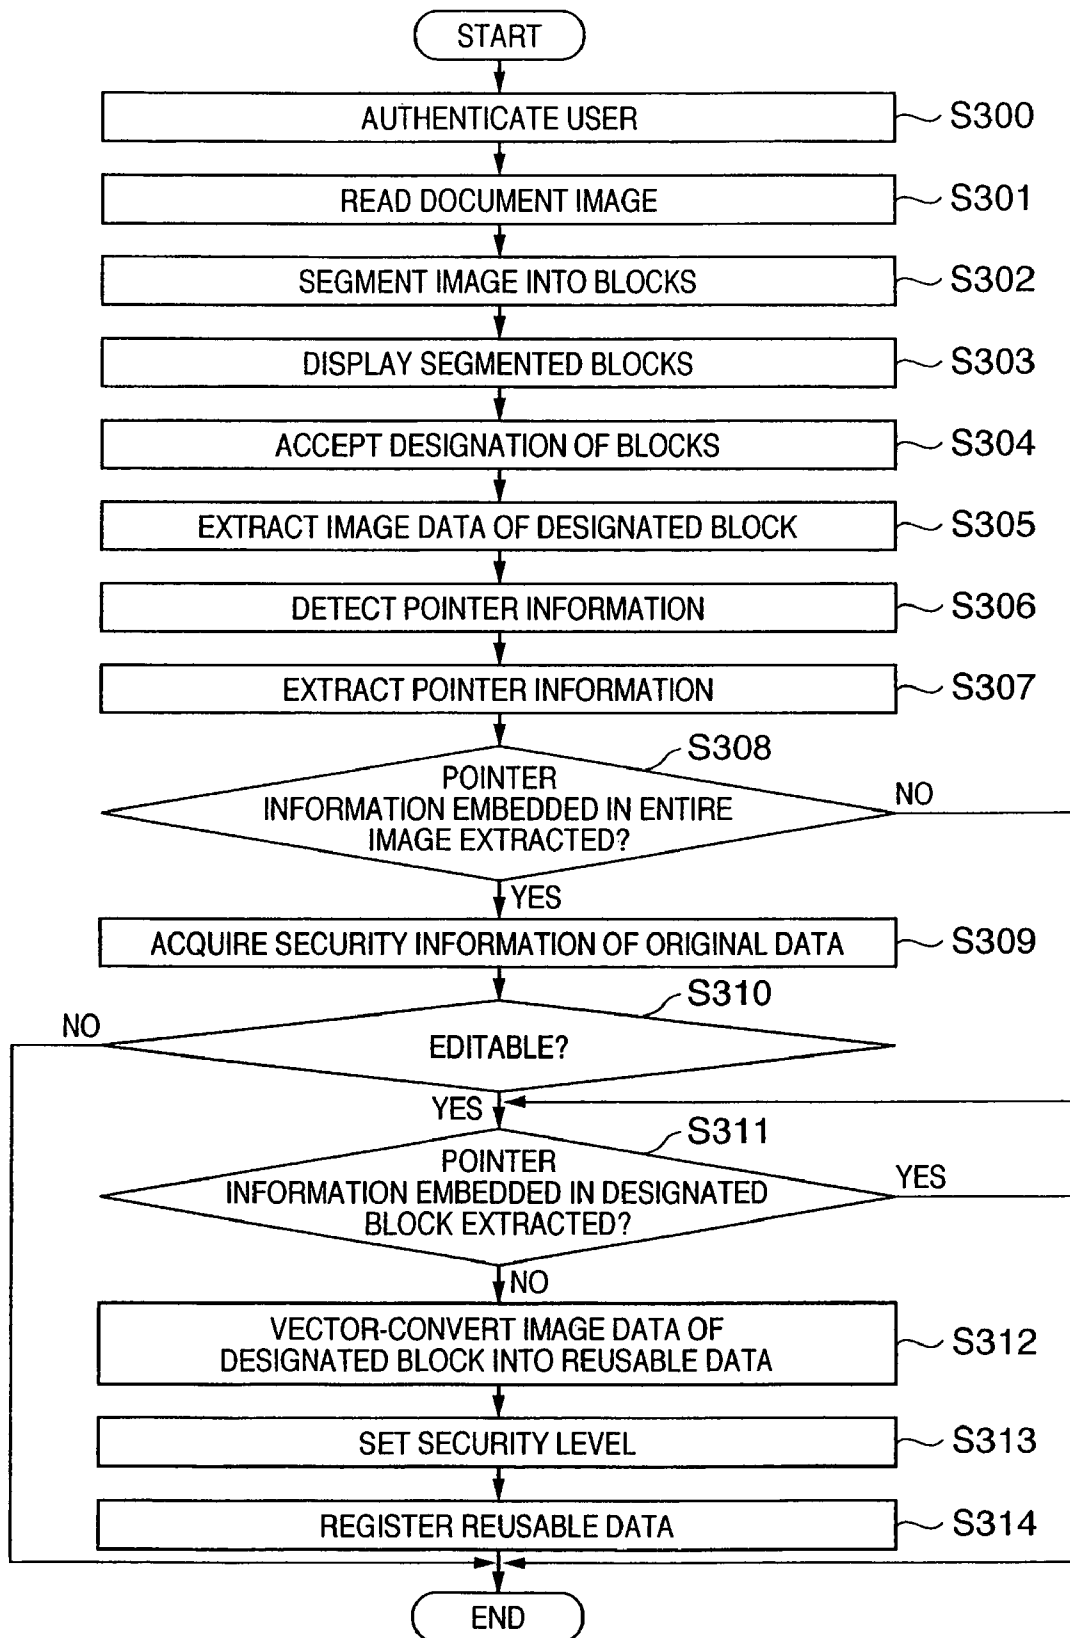 START
AUTHENTICATE USER
S300
READ DOCUMENT IMAGE
S301
SEGMENT IMAGE INTO BLOCKS
S302
DISPLAY SEGMENTED BLOCKS
S303
ACCEPT DESIGNATION OF BLOCKS
S304
EXTRACT IMAGE DATA OF DESIGNATED BLOCK
S305
DETECT POINTER INFORMATION
S306
EXTRACT POINTER INFORMATION
S307
S308
POINTER
INFORMATION EMBEDDED IN ENTIRE
IMAGE EXTRACTED?
NO
YES
ACQUIRE SECURITY INFORMATION OF ORIGINAL DATA
S309
S310
NO
EDITABLE?
YES
S311
POINTER
INFORMATION EMBEDDED IN DESIGNATED
BLOCK EXTRACTED?
YES
NO
VECTOR-CONVERT IMAGE DATA OF
DESIGNATED BLOCK INTO REUSABLE DATA
S312
SET SECURITY LEVEL
S313
REGISTER REUSABLE DATA
S314
END